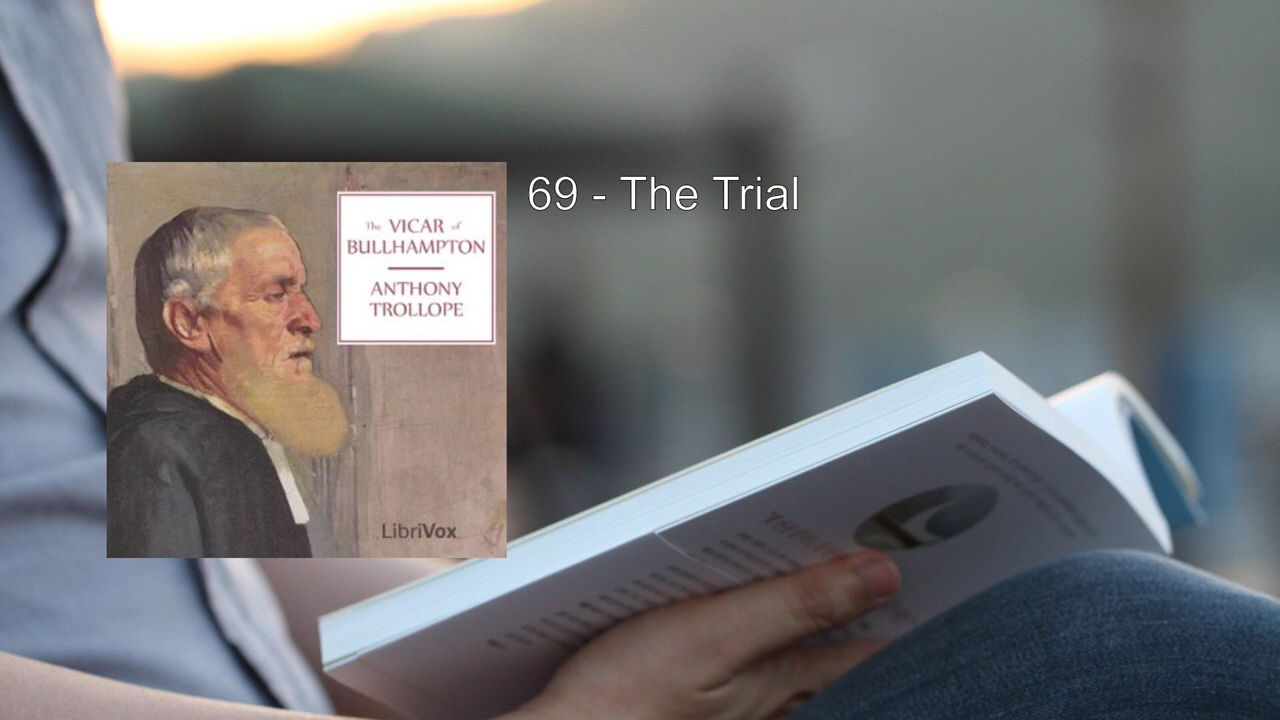 69 - The Trial
The VICAR of
BULLHAMPTON
ANTHONY
TROLLOPE
LibriVox